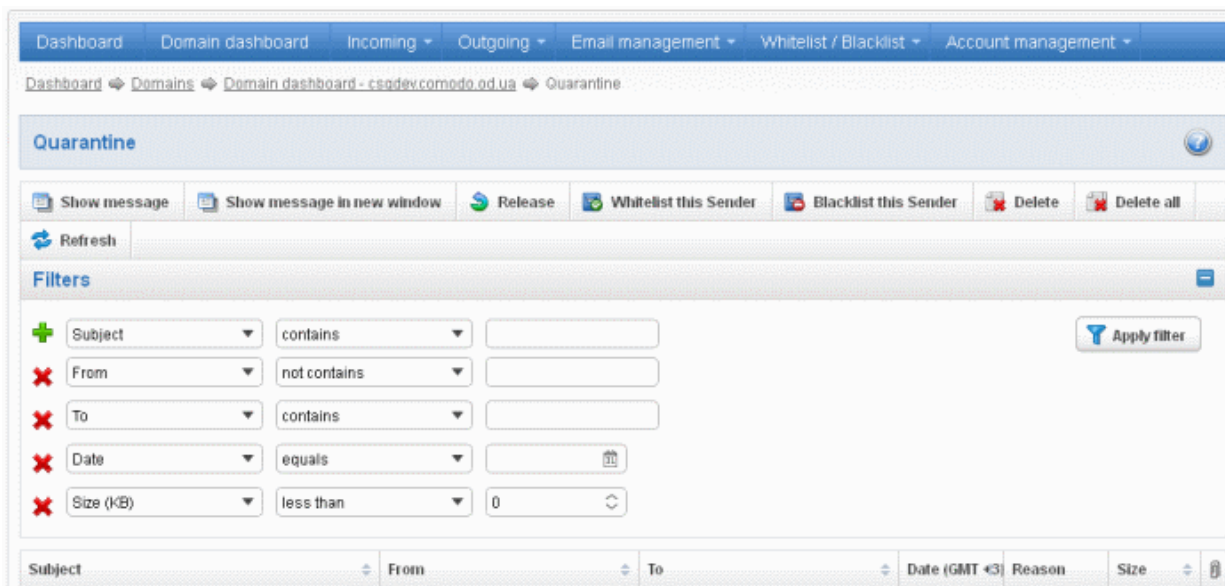 Dashboard Domain dashboard Incoming Outgoing Email management Whitelist / Blacklist Account management
Dashboard Domains Domain dashboard - csgdev.comodo.od.ua Quarantine
Quarantine
Show message Show message in new window Release Whitelist this Sender Blacklist this Sender Delete Delete all
Refresh
Filters
Subject contains Apply filter
From not contains
To contains
Date equals 31
Size (KB) less than 0
Subject From To Date (GMT +3) Reason Size